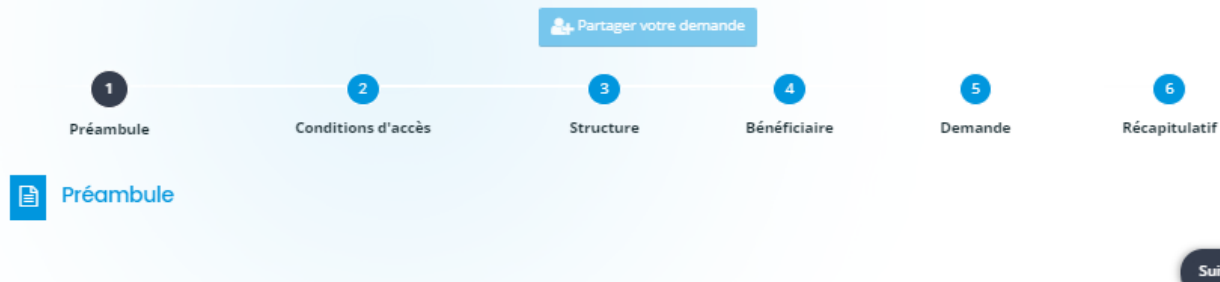 Partager votre demande
1 2 3 4 5 6
Préambule Conditions d'accès Structure Bénéficiaire Demande Récapitulatif
Préambule